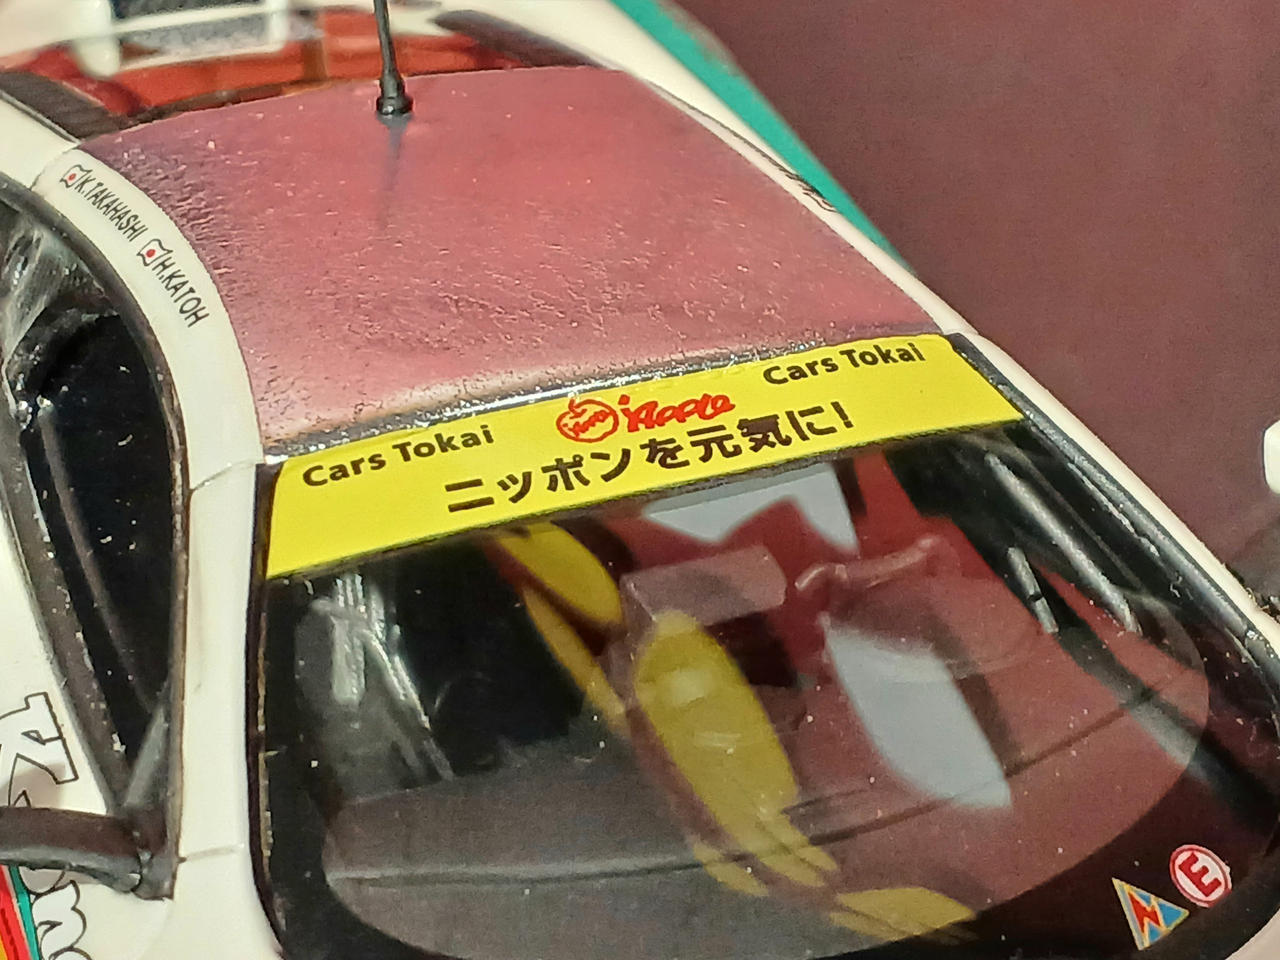 K.TAKAHASHI
H.KATOH
Cars Tokai
Apple
Cars Tokai
ニッポンを元気に!
E